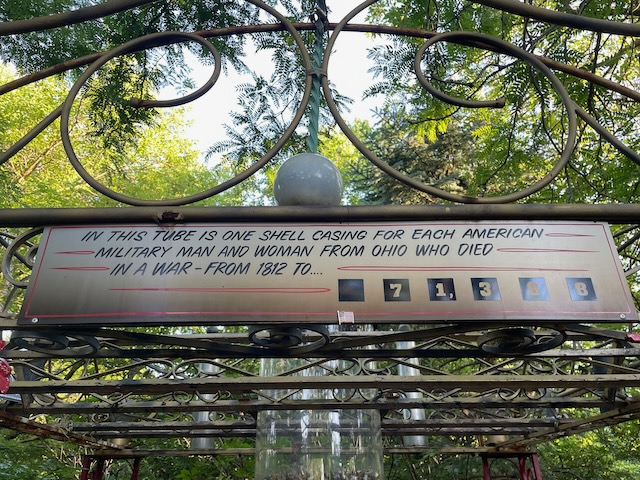 IN THIS TUBE IS ONE SHELL CASING FOR EACH AMERICAN
MILITARY MAN AND WOMAN FROM OHIO WHO DIED
IN A WAR - FROM 1812 TO....
7 1, 3 8